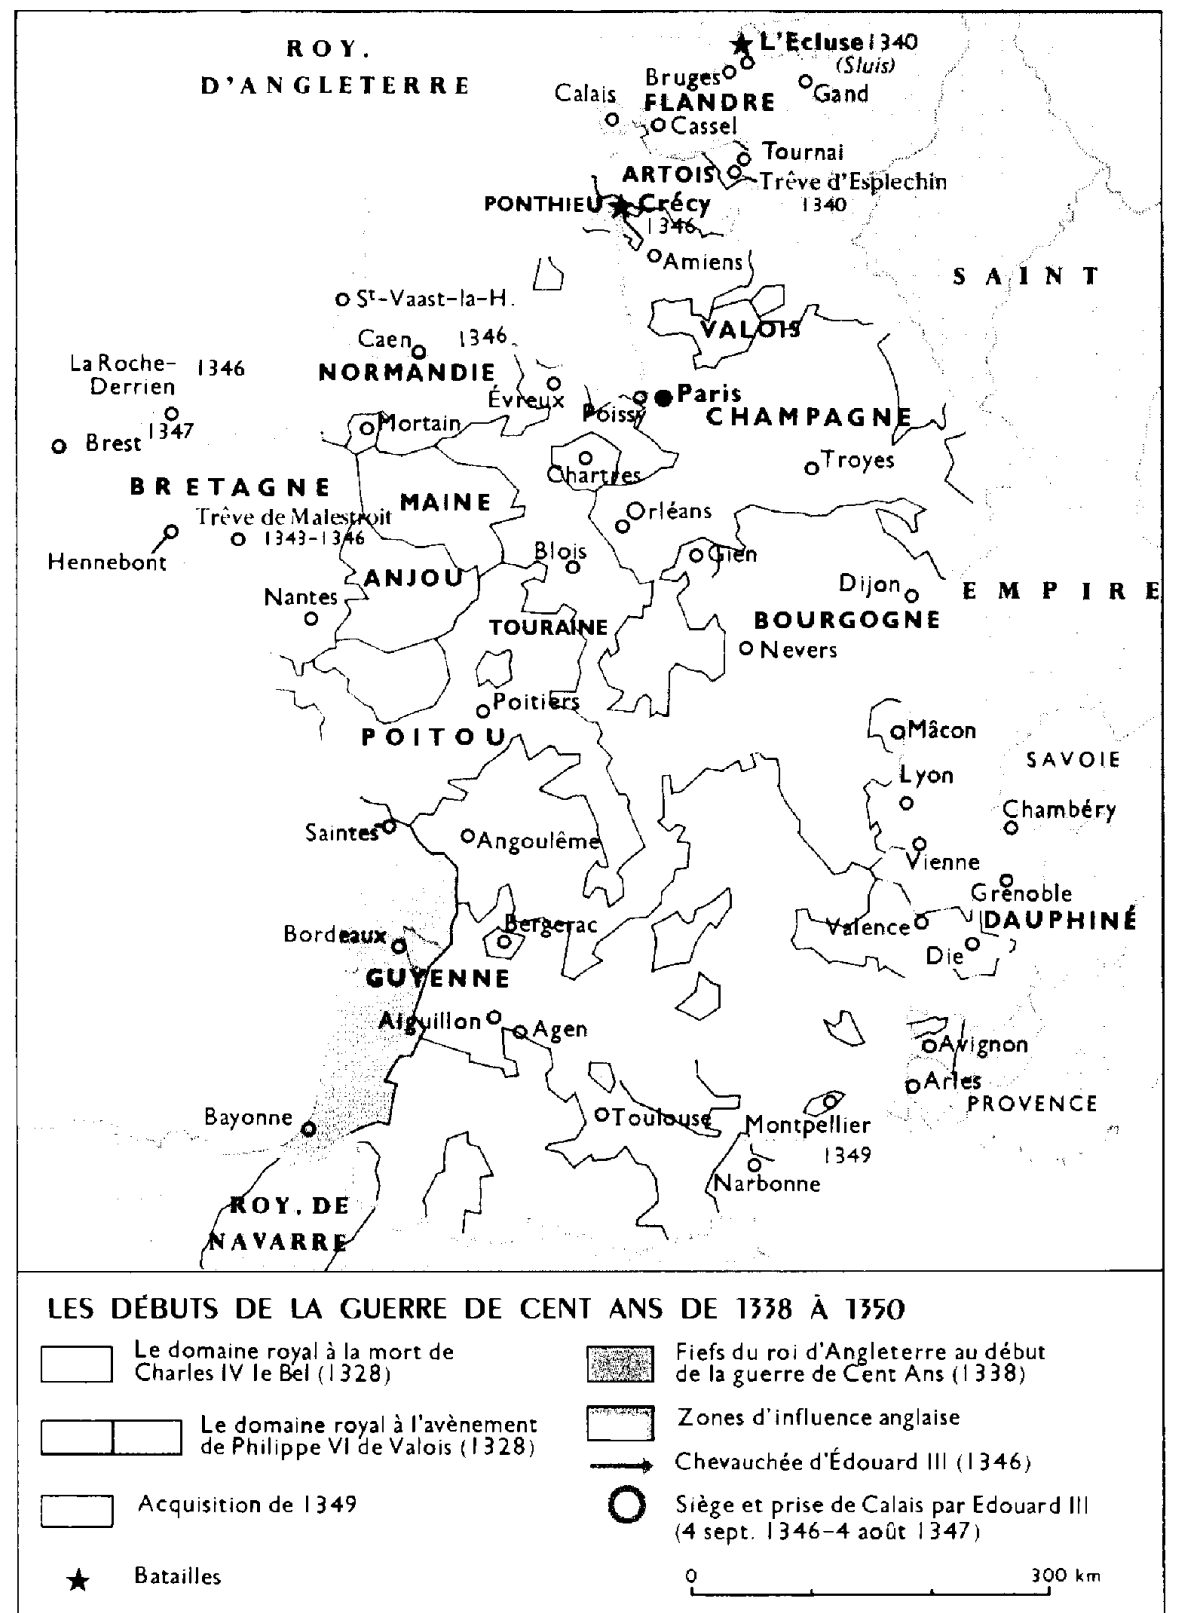 ROY.
D'ANGLETERRE
L'Ecluse 1340
(Sluis)
Bruges
Gand
Calais
FLANDRE
Cassel
Tournai
ARTOIS
Trêve d'Esplechin
1340
PONTHIEU
Crécy
1346
Amiens
SAINT
St-Vaast-la-H.
VALOIS
Caen
1346
La Roche-
Derrien
1346
NORMANDIE
Évreux
Poissy
Paris
CHAMPAGNE
Mortain
1347
Brest
Troyes
Chartres
BRETAGNE
MAINE
Orléans
Trêve de Malestroit
1343-1346
Hennebont
Blois
Gien
ANJOU
Dijon
EMPIRE
Nantes
TOURAINE
BOURGOGNE
Nevers
Poitiers
POITOU
Mâcon
SAVOIE
Lyon
Chambéry
Saintes
Angoulême
Vienne
Grenoble
DAUPHINÉ
Valence
Bergerac
Bordeaux
Die
GUYENNE
Aiguillon
Agen
Avignon
Arles
PROVENCE
Bayonne
Toulouse
Montpellier
1349
Narbonne
ROY. DE
NAVARRE
LES DÉBUTS DE LA GUERRE DE CENT ANS DE 1338 À 1350
Le domaine royal à la mort de
Charles IV le Bel (1328)
Le domaine royal à l'avènement
de Philippe VI de Valois (1328)
Acquisition de 1349
Batailles
Fiefs du roi d'Angleterre au début
de la guerre de Cent Ans (1338)
Zones d'influence anglaise
Chevauchée d'Édouard III (1346)
Siège et prise de Calais par Edouard III
(4 sept. 1346-4 août 1347)
0
300 km